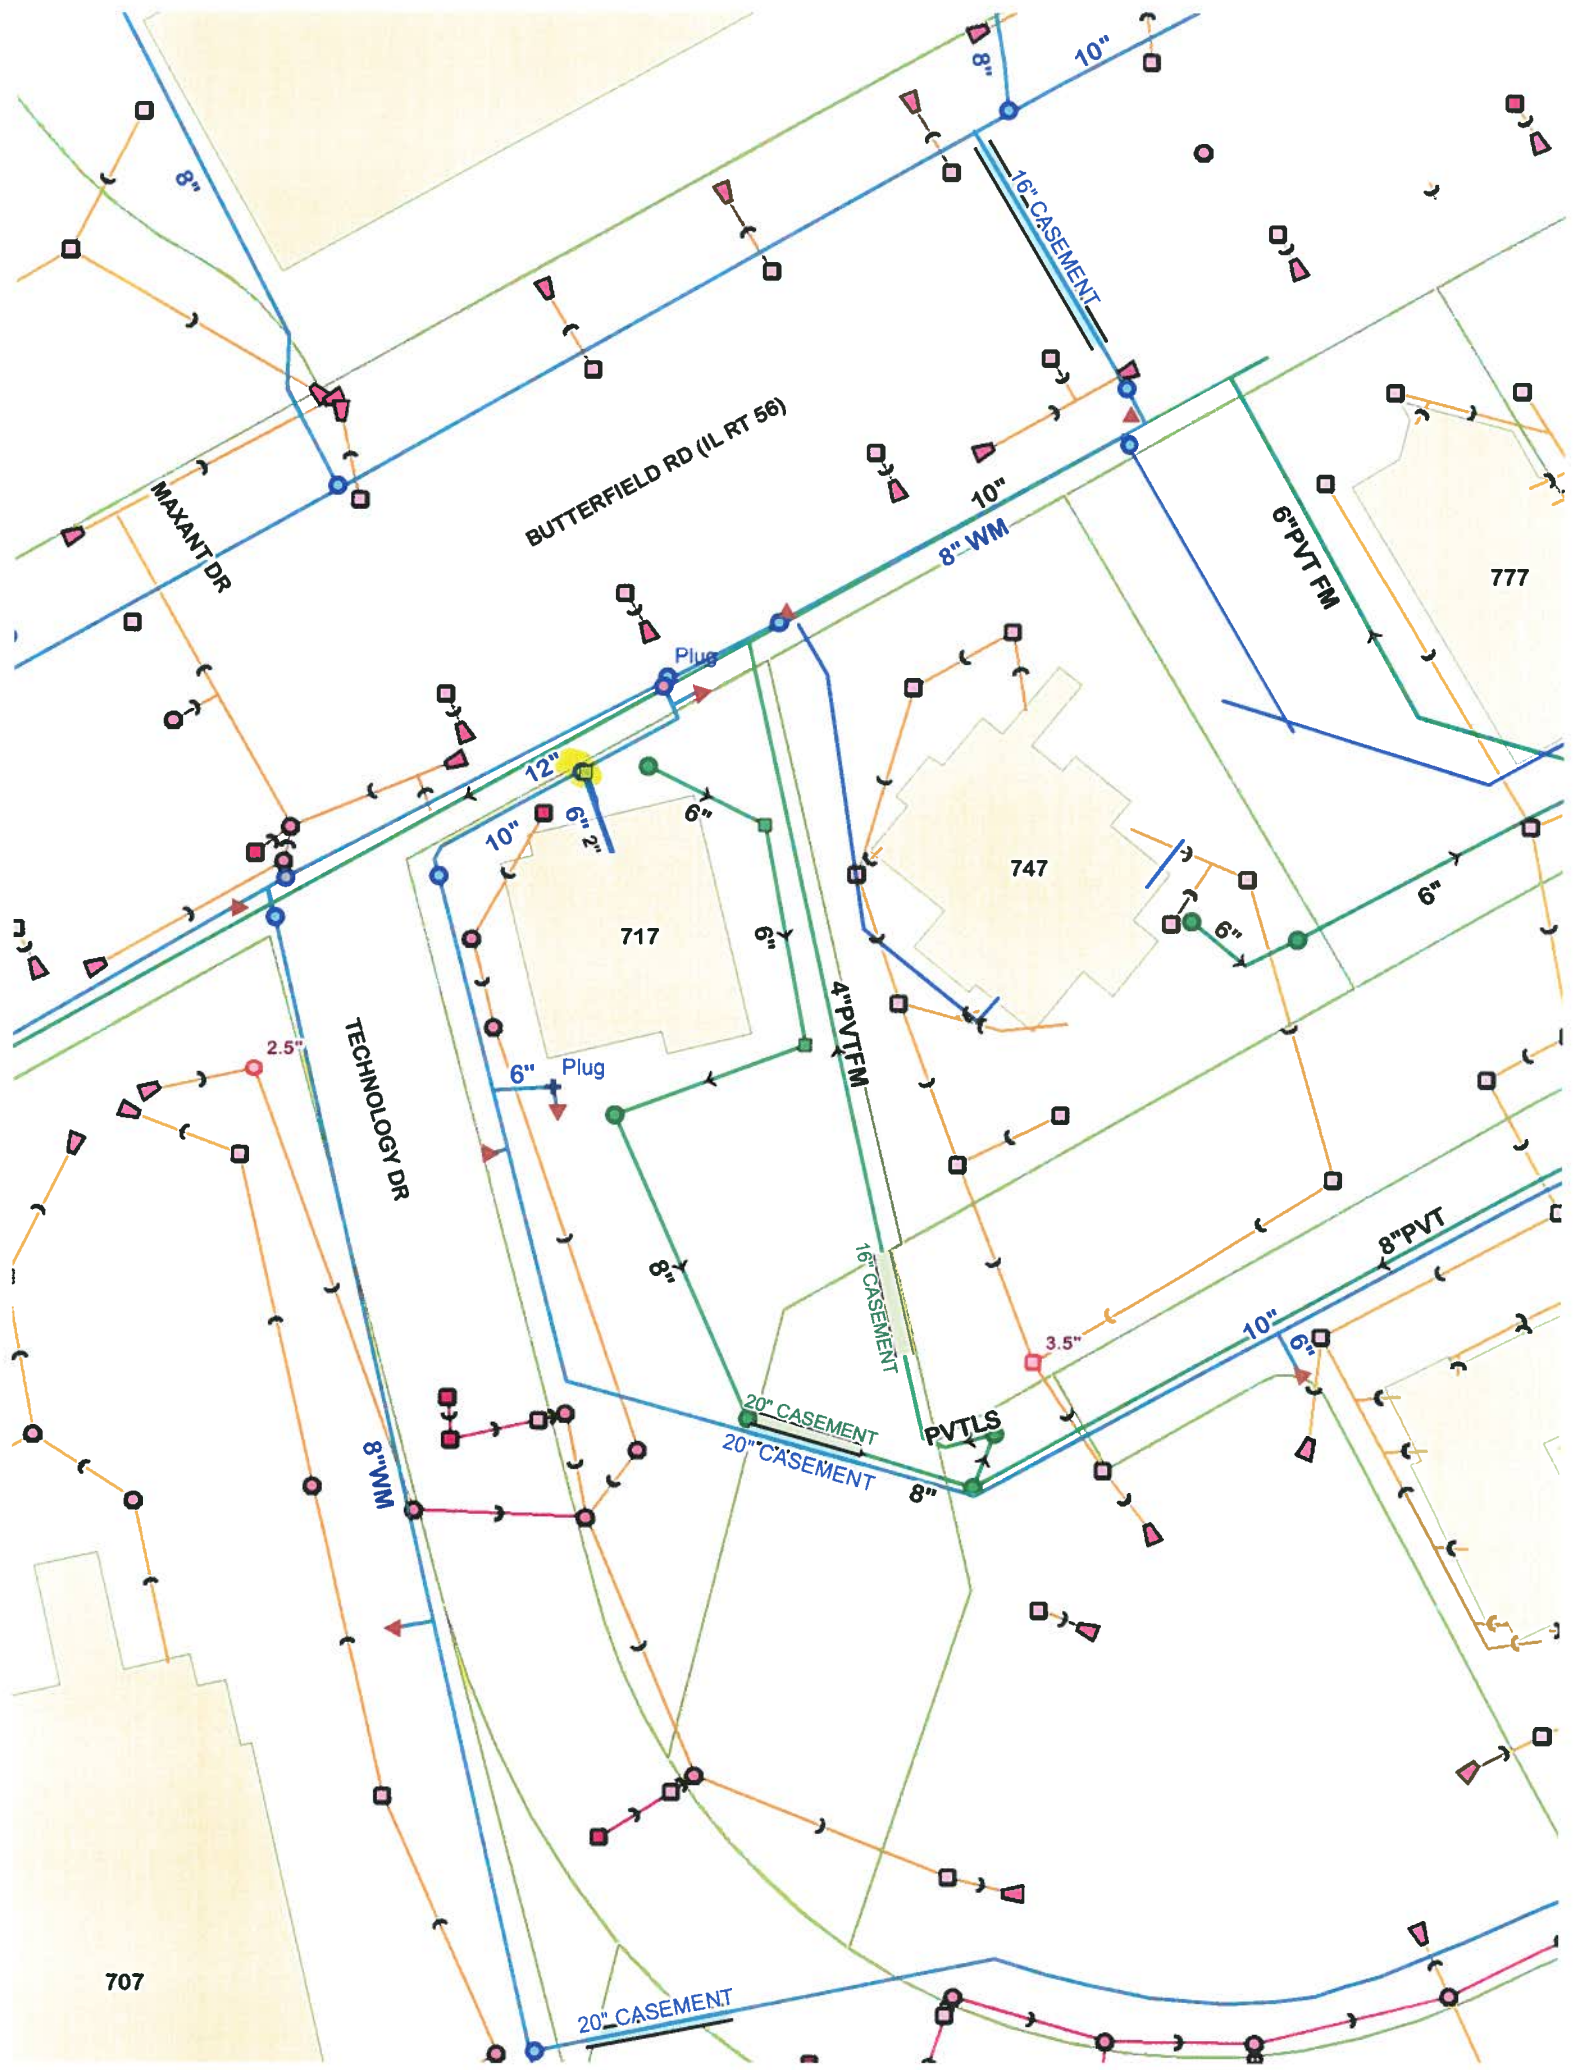 8"
10"
8"
16" CASEMENT
BUTTERFIELD RD (IL RT 56)
MAXANT DR
10"
8" WM
6"PVT FM
777
Plug
12"
10"
6"
2"
6"
747
717
6"
6"
6"
4"PVTFM
2.5"
TECHNOLOGY DR
6"
Plug
8"PVT
8"
16" CASEMENT
10"
6"
3.5"
20" CASEMENT
20" CASEMENT
PVTLS
8"
8"WM
707
20" CASEMENT